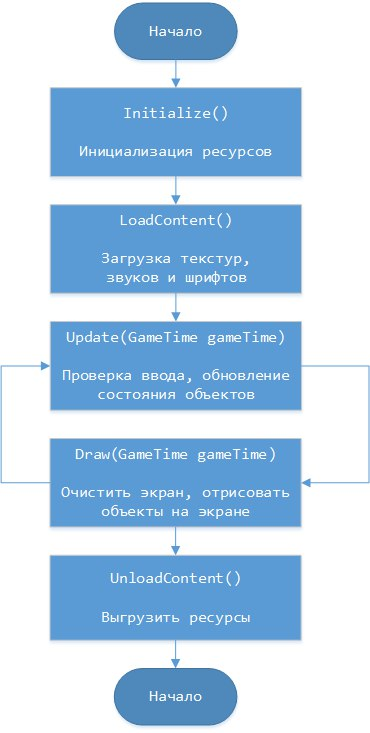 Начало
Initialize()
Инициализация ресурсов
LoadContent()
Загрузка текстур,
звуков и шрифтов
Update(GameTime gameTime)
Проверка ввода, обновление
состояния объектов
Draw(GameTime gameTime)
Очистить экран, отрисовать
объекты на экране
UnloadContent()
Выгрузить ресурсы
Начало